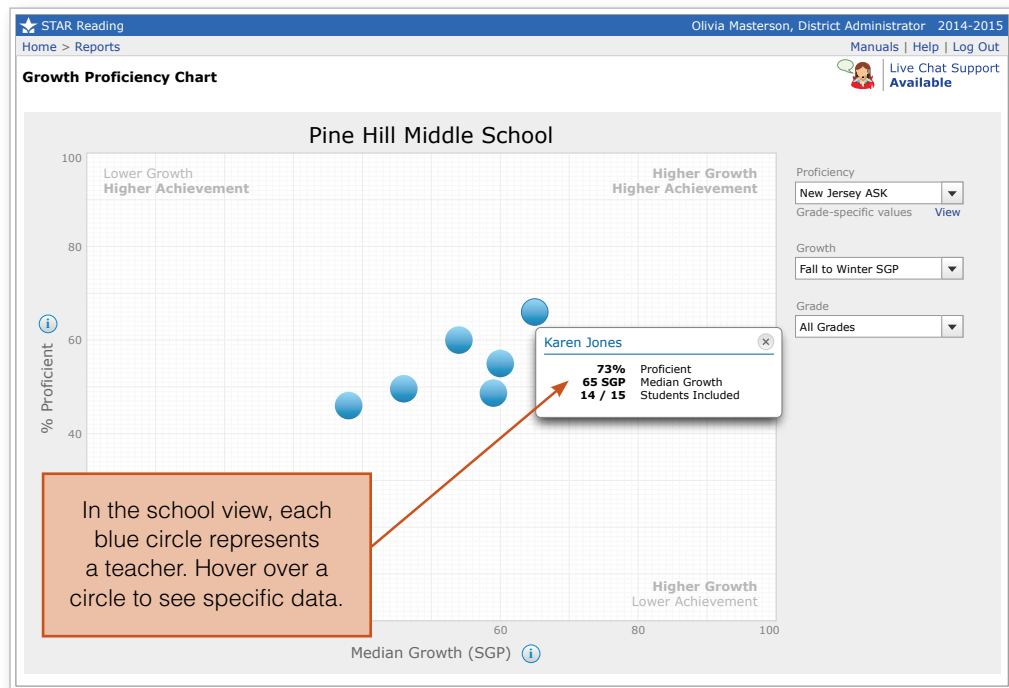 STAR Reading
Olivia Masterson, District Administrator 2014-2015
Home > Reports
Manuals | Help | Log Out
Growth Proficiency Chart
Live Chat Support
Available
Pine Hill Middle School
100
Lower Growth
Higher Achievement
Higher Growth
Higher Achievement
Proficiency
New Jersey ASK
Grade-specific values View
80
Growth
Fall to Winter SGP
Grade
All Grades
60
% Proficient
Karen Jones
73% Proficient
65 SGP Median Growth
14 / 15 Students Included
40
In the school view, each
blue circle represents
a teacher. Hover over a
circle to see specific data.
Higher Growth
Lower Achievement
60 80 100
Median Growth (SGP)